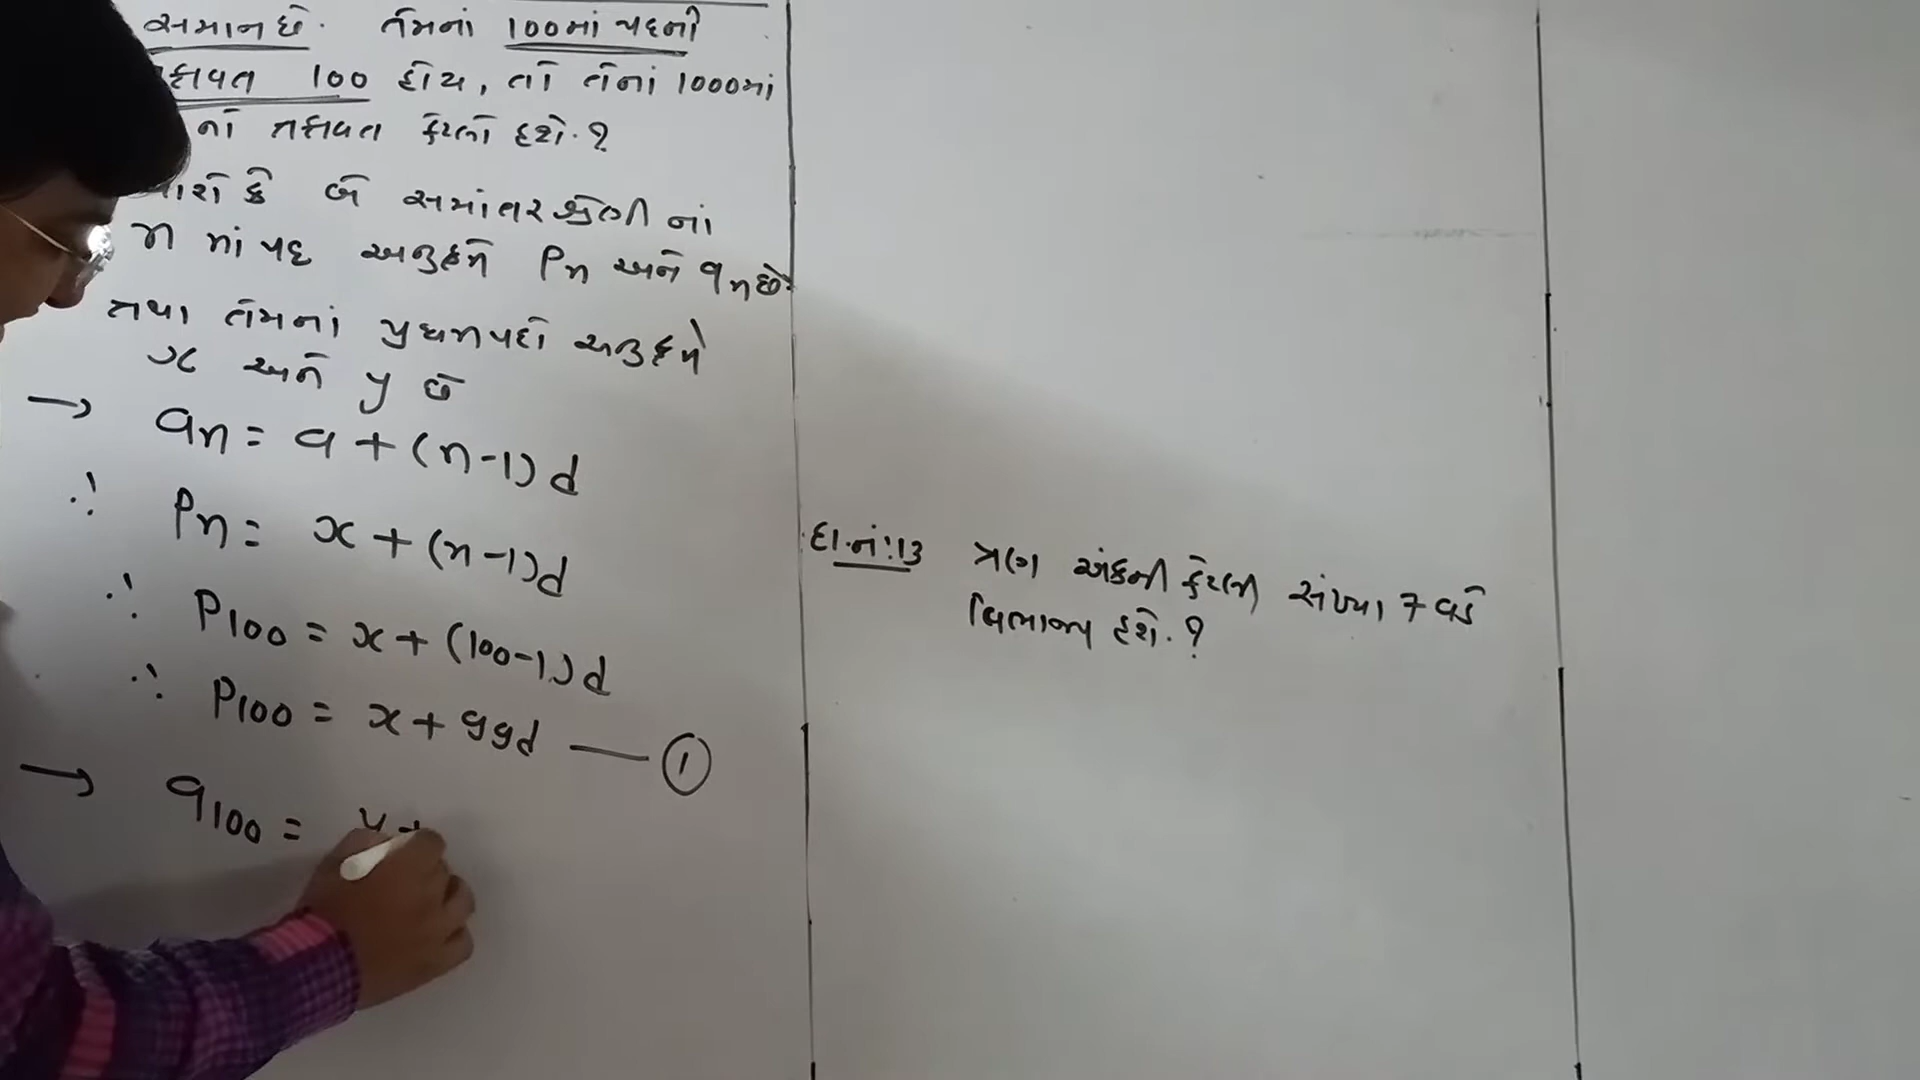 સમાન છે. તેમનાં 100માં પદની
તફાવત 100 હોય, તો તેનાં 1000માં
નો તફાવત કેટલો હશે.?
ધારો કે બે સમાંતર શ્રેણી નાં
n માં પદ અનુક્રમે Pn અને qn છે
તથા તેમનાં પ્રથમ પદો અનુક્રમે
x અને y છે
→ an = a + (n-1)d
∴ Pn = x + (n-1)d
∴ P100 = x + (100-1)d
∴ P100 = x + 99d — ①
→ q100 = y +
દા.નં:13 ત્રણ અંકની કેટલી સંખ્યા 7 વડે
વિભાજ્ય હશે.?